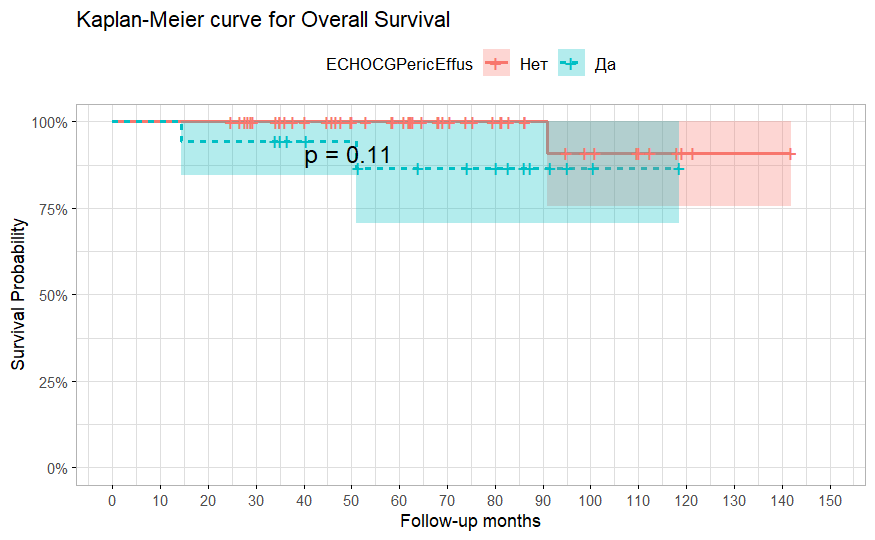 Kaplan-Meier curve for Overall Survival
ECHOCGPericEffus Нет Да
100%
75%
50%
25%
0%
Survival Probability
p = 0.11
0 10 20 30 40 50 60 70 80 90 100 110 120 130 140 150
Follow-up months